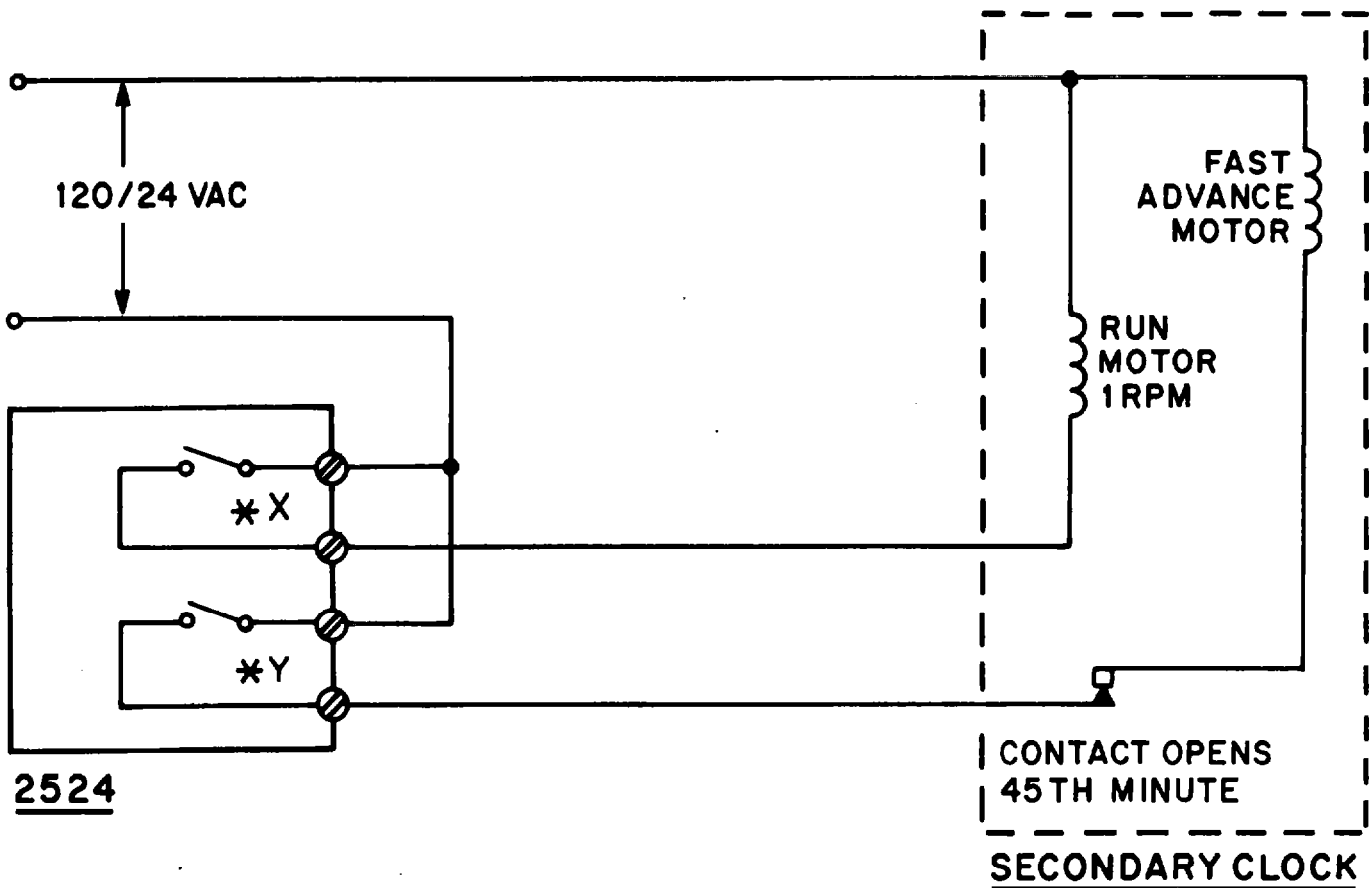 120/24 VAC
FAST
ADVANCE
MOTOR
RUN
MOTOR
1RPM
* X
* Y
2524
CONTACT OPENS
45TH MINUTE
SECONDARY CLOCK